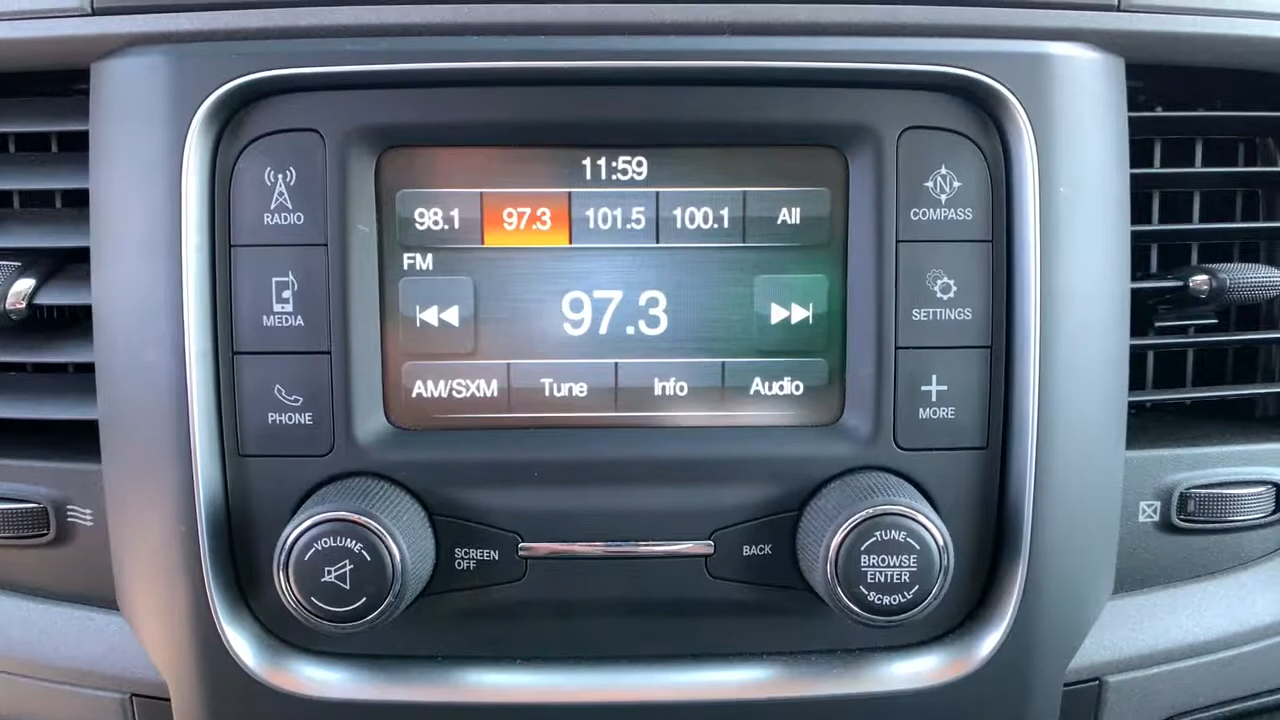 11:59
98.1 97.3 101.5 100.1 All
FM
97.3
AM/SXM Tune Info Audio
RADIO
MEDIA
PHONE
N
COMPASS
SETTINGS
MORE
VOLUME
SCREEN
OFF
BACK
TUNE
BROWSE
ENTER
SCROLL